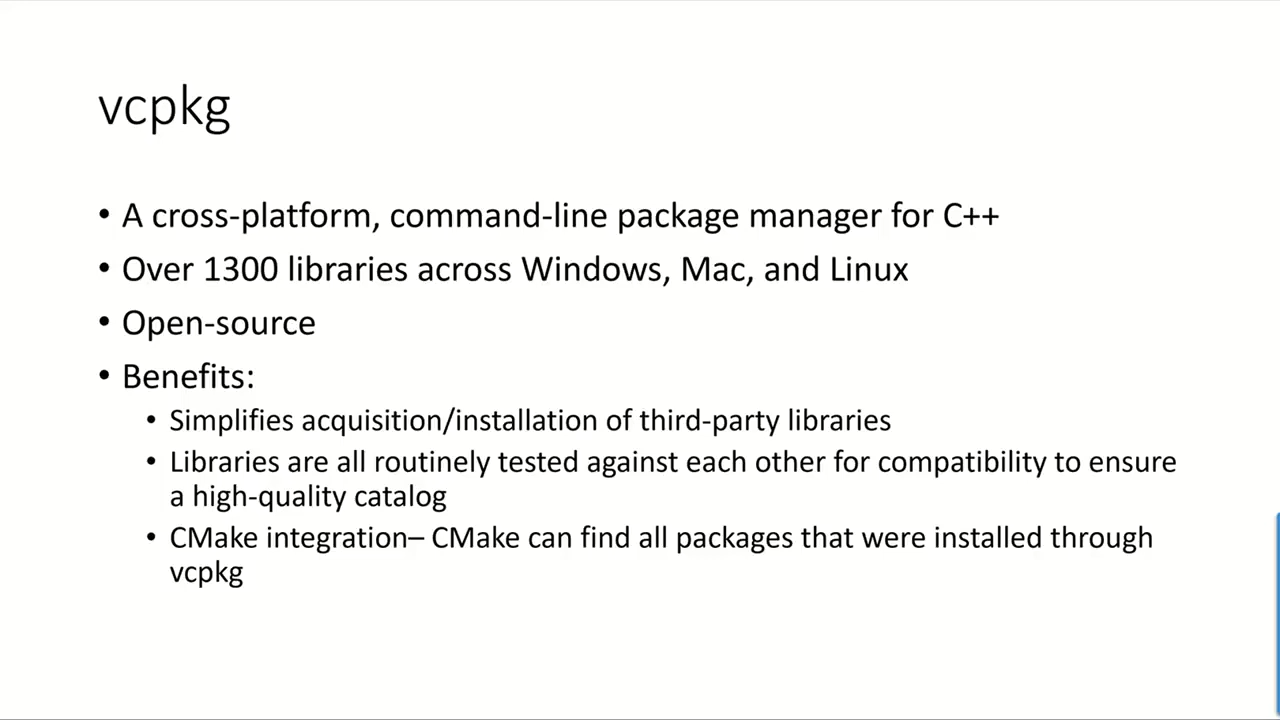 vcpkg
• A cross-platform, command-line package manager for C++
• Over 1300 libraries across Windows, Mac, and Linux
• Open-source
• Benefits:
• Simplifies acquisition/installation of third-party libraries
• Libraries are all routinely tested against each other for compatibility to ensure
a high-quality catalog
• CMake integration– CMake can find all packages that were installed through
vcpkg